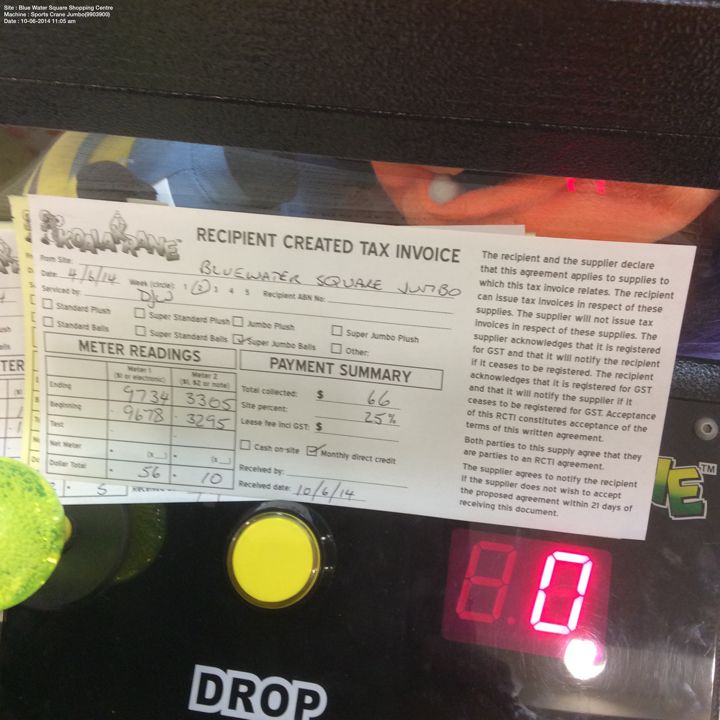 Site : Blue Water Square Shopping Centre
Machine : Sports Crane Jumbo(9903900)
Date : 10-06-2014 11:05 am
KOALA KRANE™
RECIPIENT CREATED TAX INVOICE
From Site: BLUEWATER SQUARE JUMBO
Date: 4/6/14 Week (circle): 1 2 3 4 5 Recipient ABN No:
Serviced by: DW
Standard Plush Super Standard Plush Jumbo Plush Super Jumbo Plush
Standard Balls Super Standard Balls Super Jumbo Balls Other:
METER READINGS
Meter 1 ($1 or electronic) Meter 2 ($1, $2 or note)
Ending 9734 3305
Beginning - 9678 - 3295
Test - -
Net Meter • (x__) • (x__)
Dollar Total • 56 • 10
PAYMENT SUMMARY
Total collected: $ 66
Site percent: 25%
Lease fee incl GST: $
Cash on-site Monthly direct credit
Received by:
Received date: 10/6/14
The recipient and the supplier declare
that this agreement applies to supplies to
which this tax invoice relates. The recipient
can issue tax invoices in respect of these
supplies. The supplier will not issue tax
invoices in respect of these supplies. The
supplier acknowledges that it is registered
for GST and that it will notify the recipient
if it ceases to be registered. The recipient
acknowledges that it is registered for GST
and that it will notify the supplier if it
ceases to be registered for GST. Acceptance
of this RCTI constitutes acceptance of the
terms of this written agreement.
Both parties to this supply agree that they
are parties to an RCTI agreement.
The supplier agrees to notify the recipient
if the supplier does not wish to accept
the proposed agreement within 21 days of
receiving this document.
0
DROP